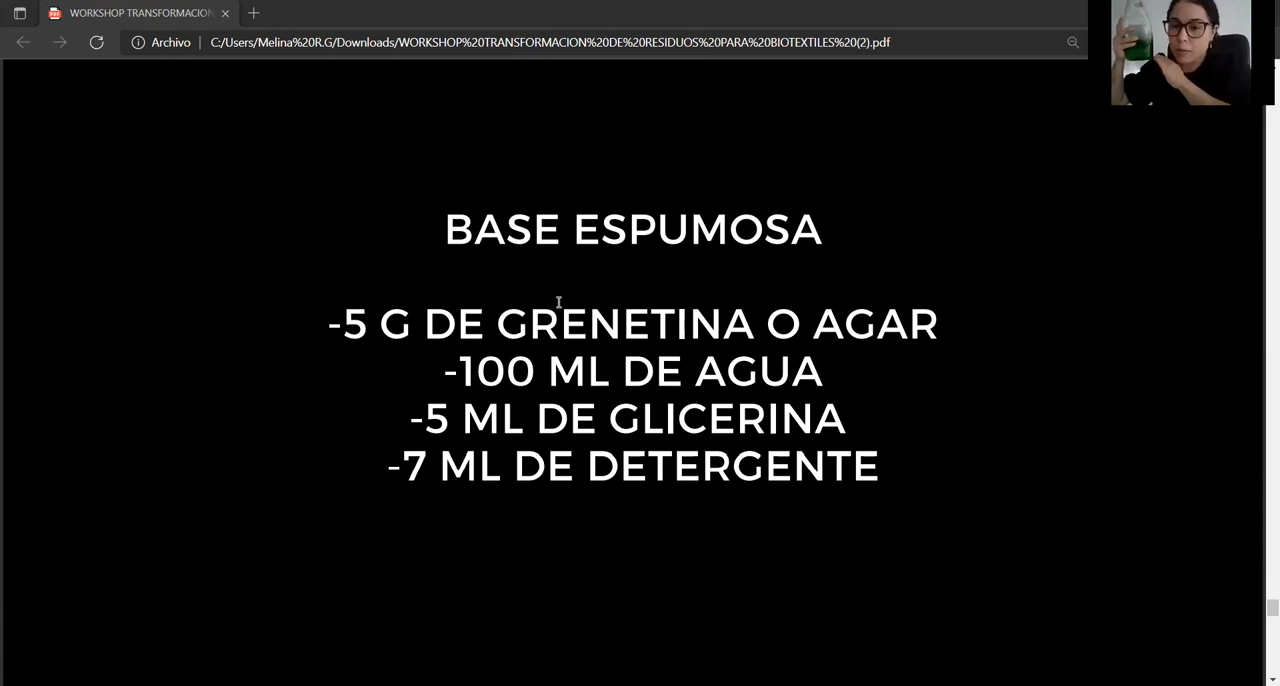 WORKSHOP TRANSFORMACION
Archivo
C:/Users/Melina%20R.G/Downloads/WORKSHOP%20TRANSFORMACION%20DE%20RESIDUOS%20PARA%20BIOTEXTILES%20(2).pdf
BASE ESPUMOSA
-5 G DE GRENETINA O AGAR
-100 ML DE AGUA
-5 ML DE GLICERINA
-7 ML DE DETERGENTE